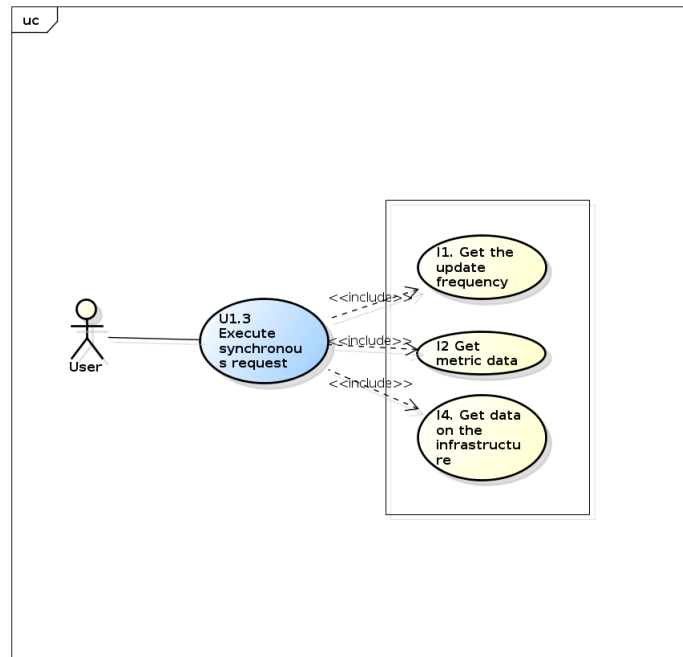 uc
<<include>>
I1. Get the
update
frequency
U1.3
Execute
synchronou
s request
<<include>>
I2 Get
metric data
User
<<include>>
I4. Get data
on the
infrastructu
re